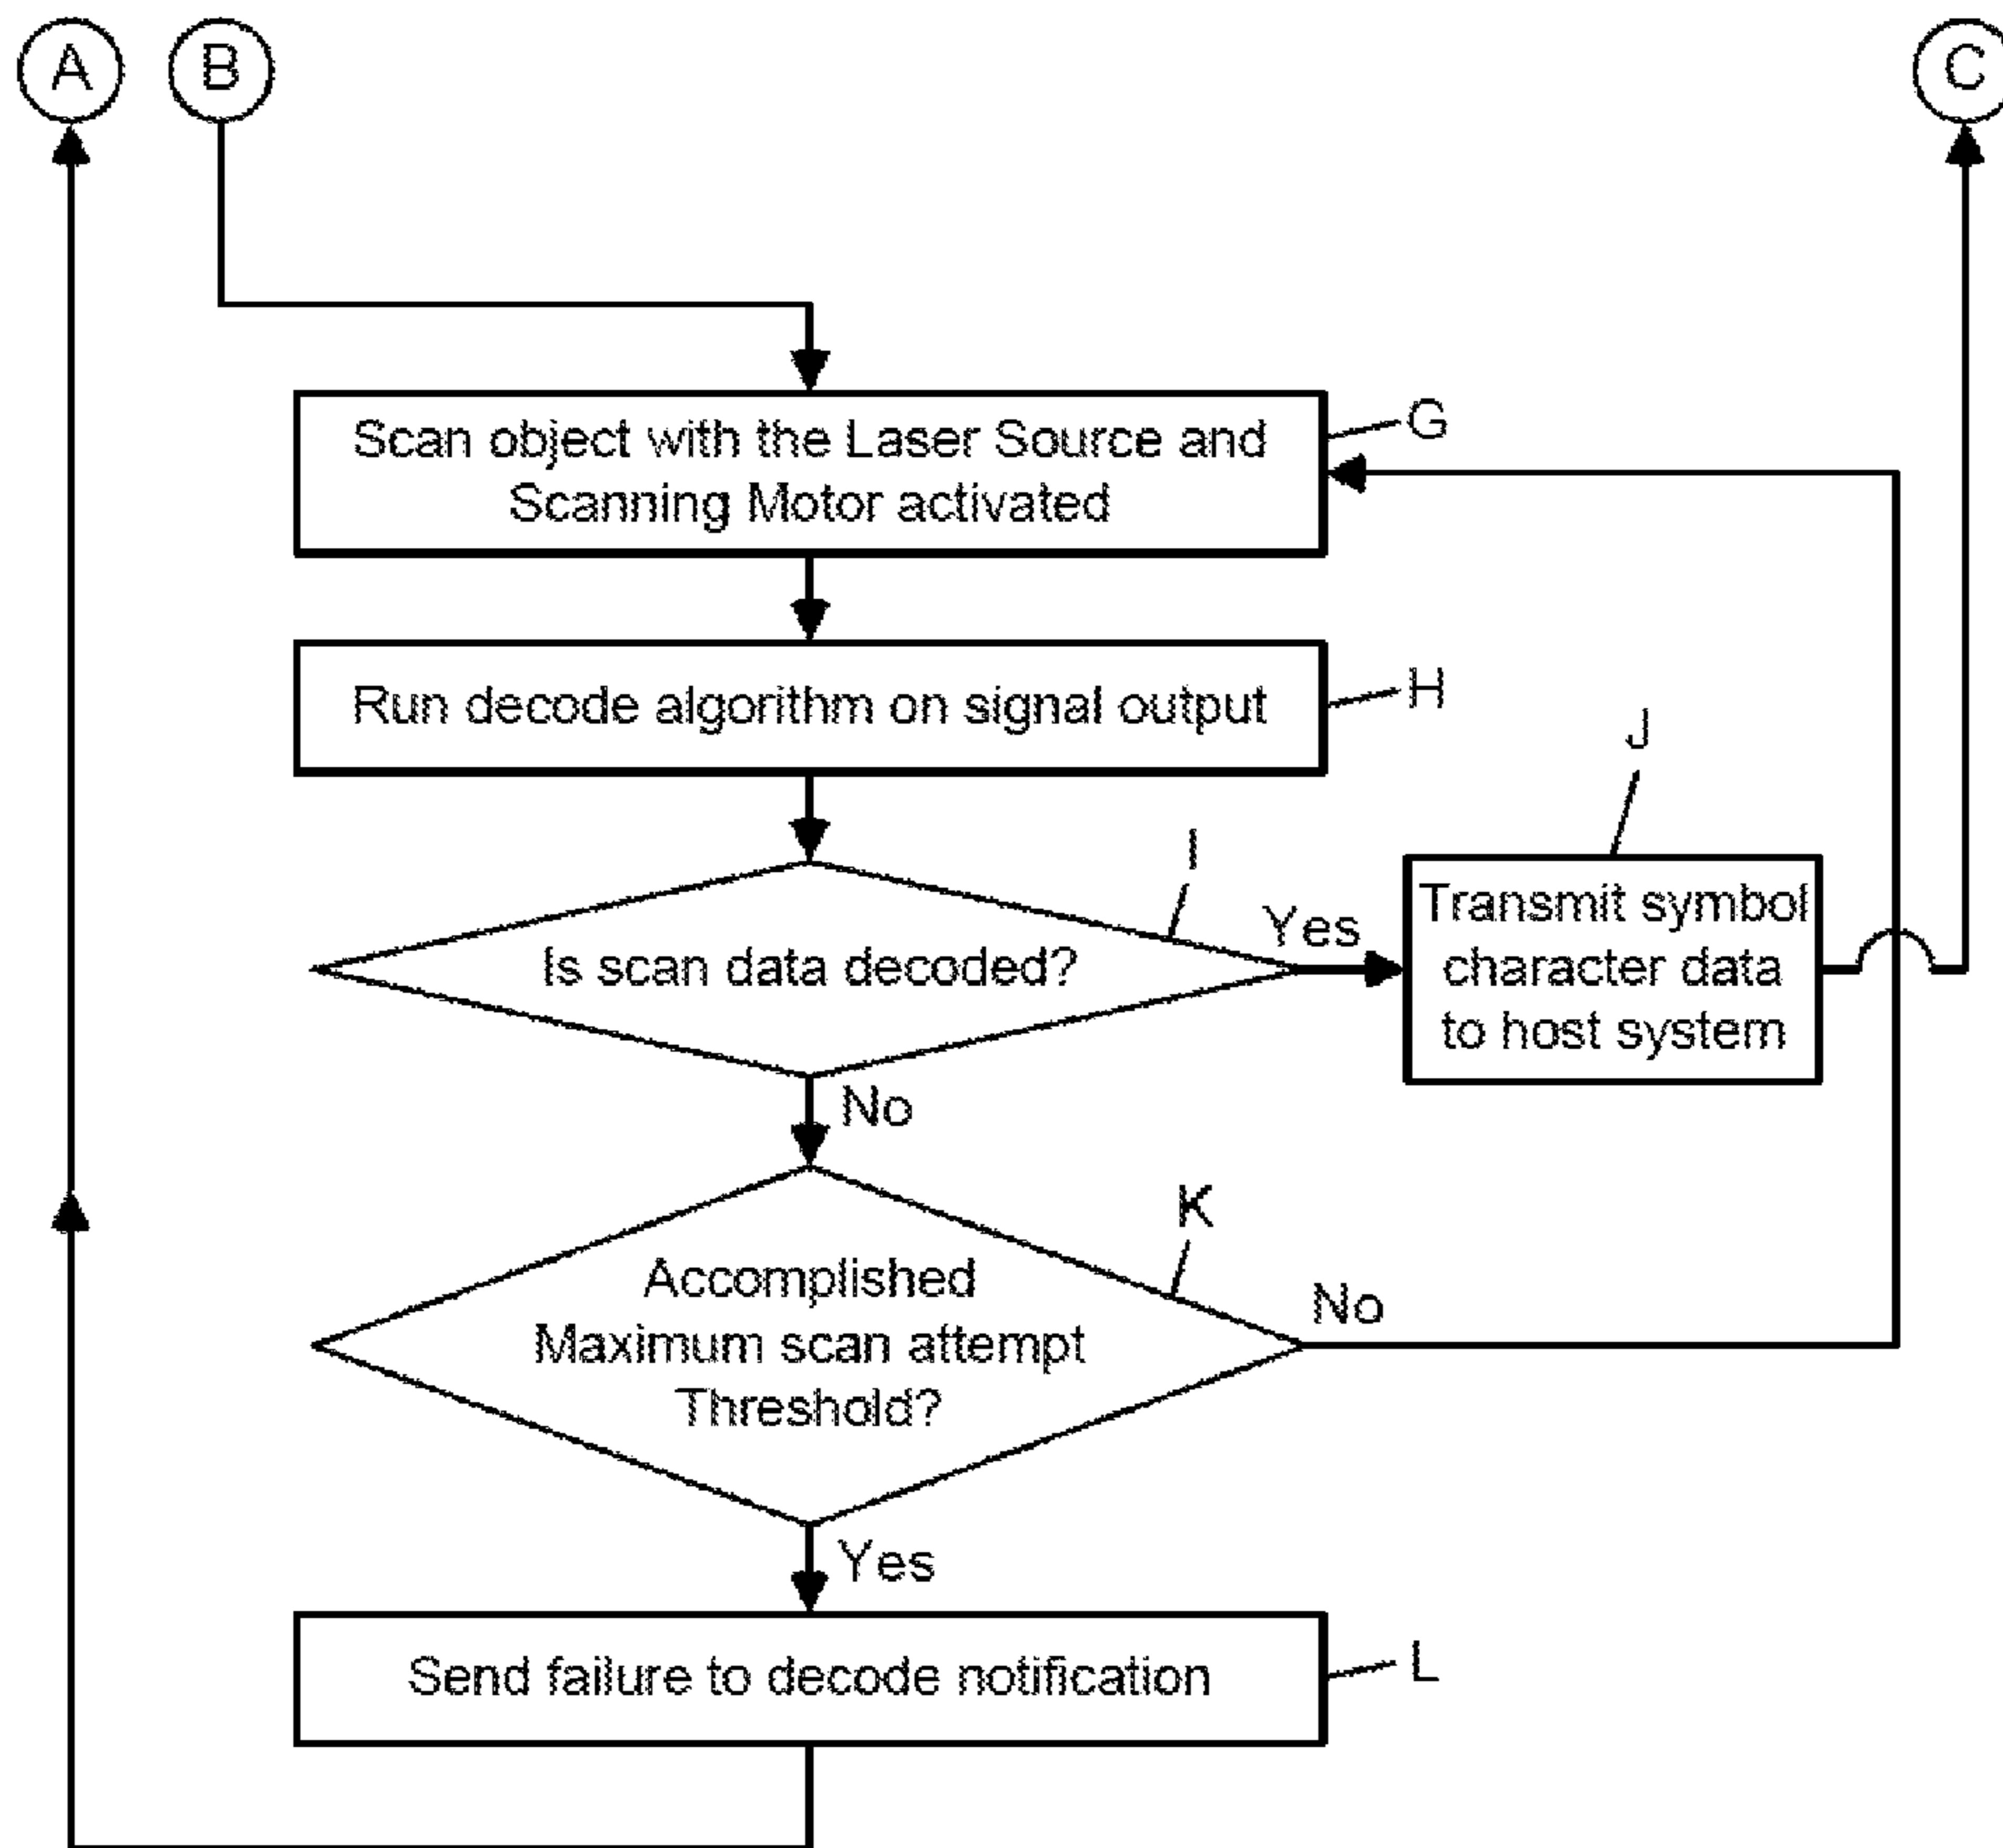 A
B
C
Scan object with the Laser Source and
Scanning Motor activated
G
Run decode algorithm on signal output
H
J
I
Is scan data decoded?
Yes
Transmit symbol
character data
to host system
No
K
Accomplished
Maximum scan attempt
Threshold?
No
Yes
Send failure to decode notification
L